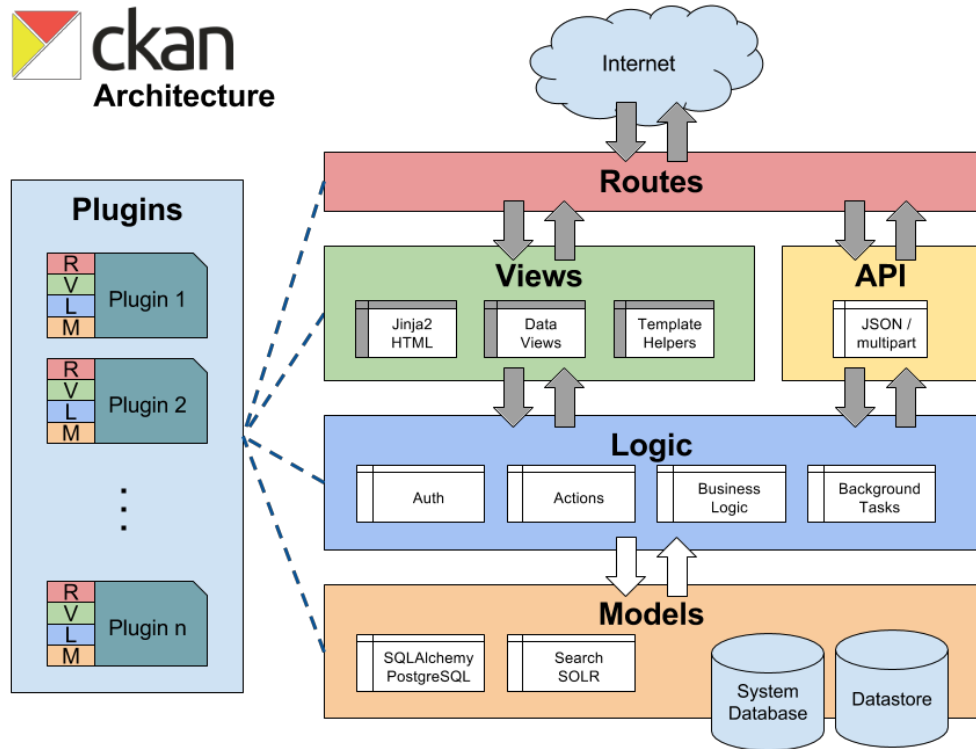 ckan
Architecture
Internet
Routes
Plugins
R
V
L
M
Plugin 1
R
V
L
M
Plugin 2
R
V
L
M
Plugin n
Views
Jinja2
HTML
Data
Views
Template
Helpers
API
JSON /
multipart
Logic
Auth
Actions
Business
Logic
Background
Tasks
Models
SQLAlchemy
PostgreSQL
Search
SOLR
System
Database
Datastore